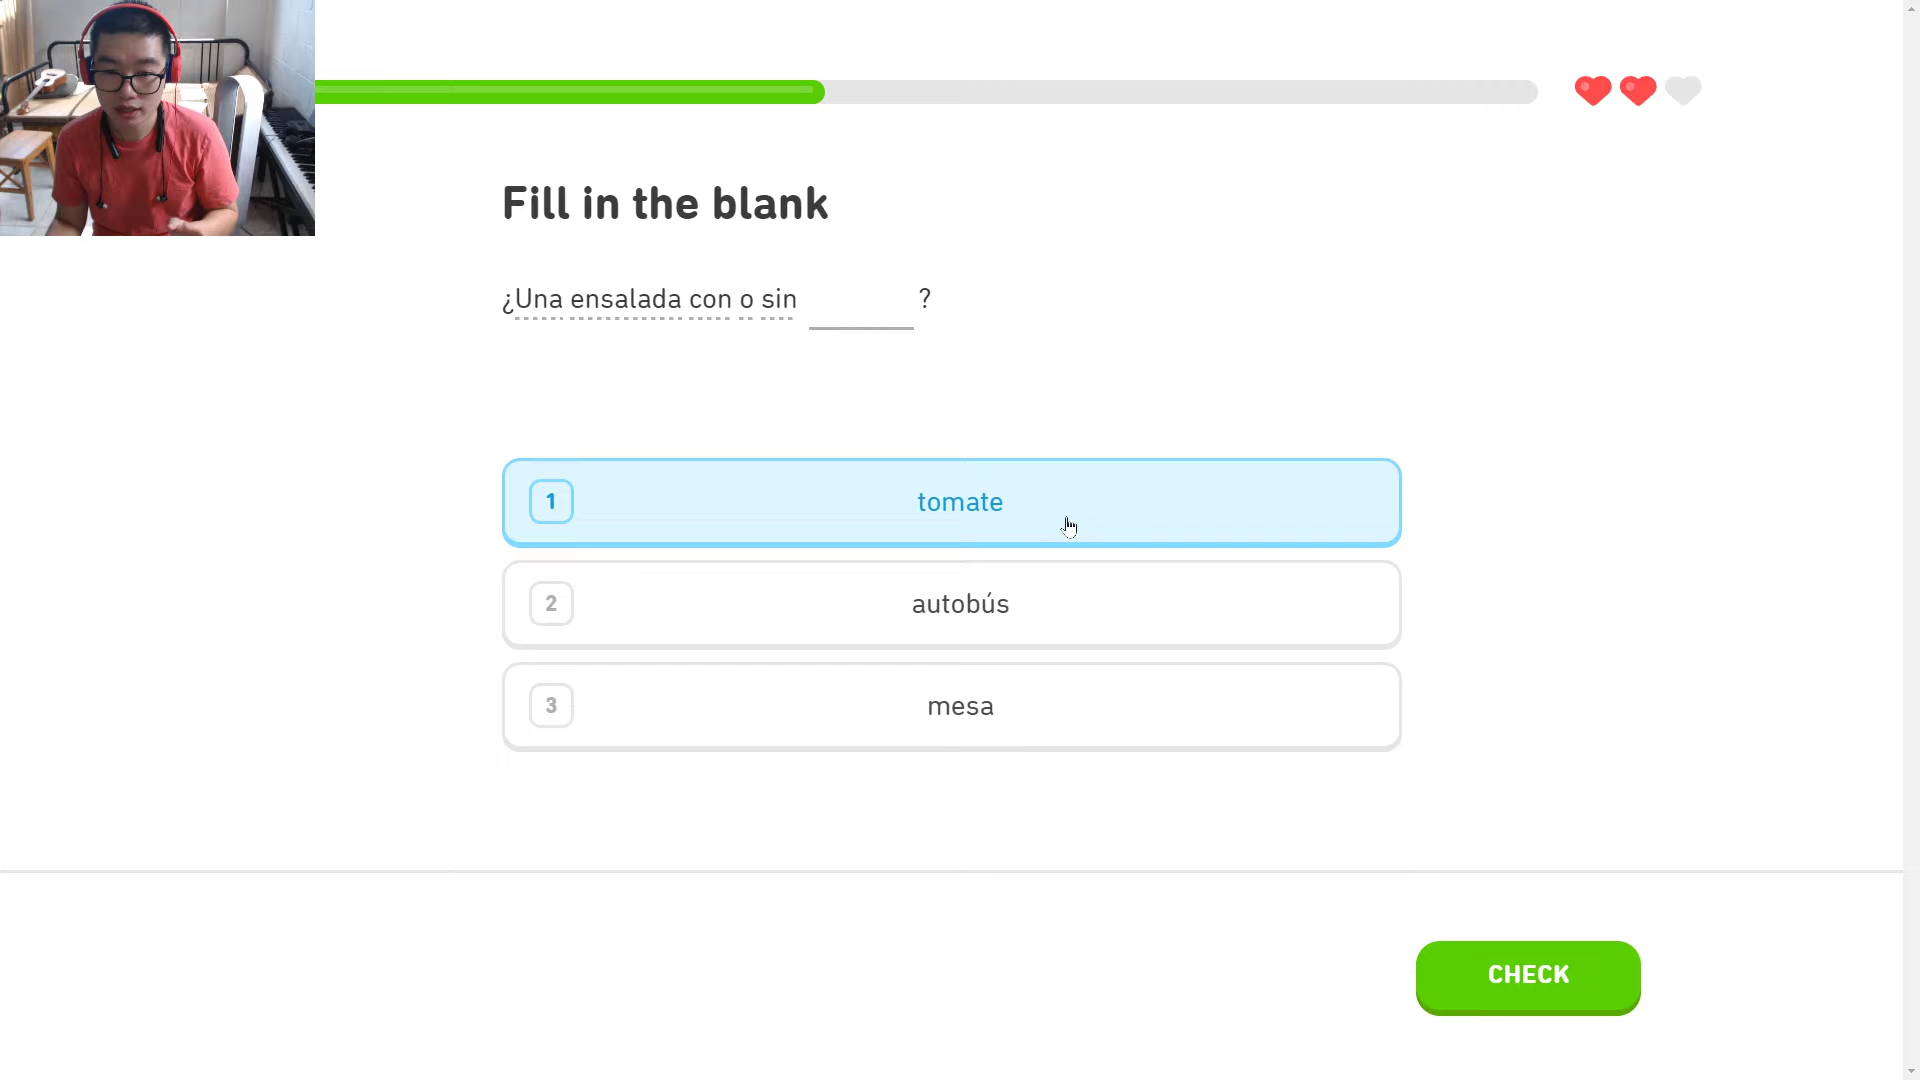 Fill in the blank
¿Una ensalada con o sin ?
1 tomate
2 autobús
3 mesa
CHECK